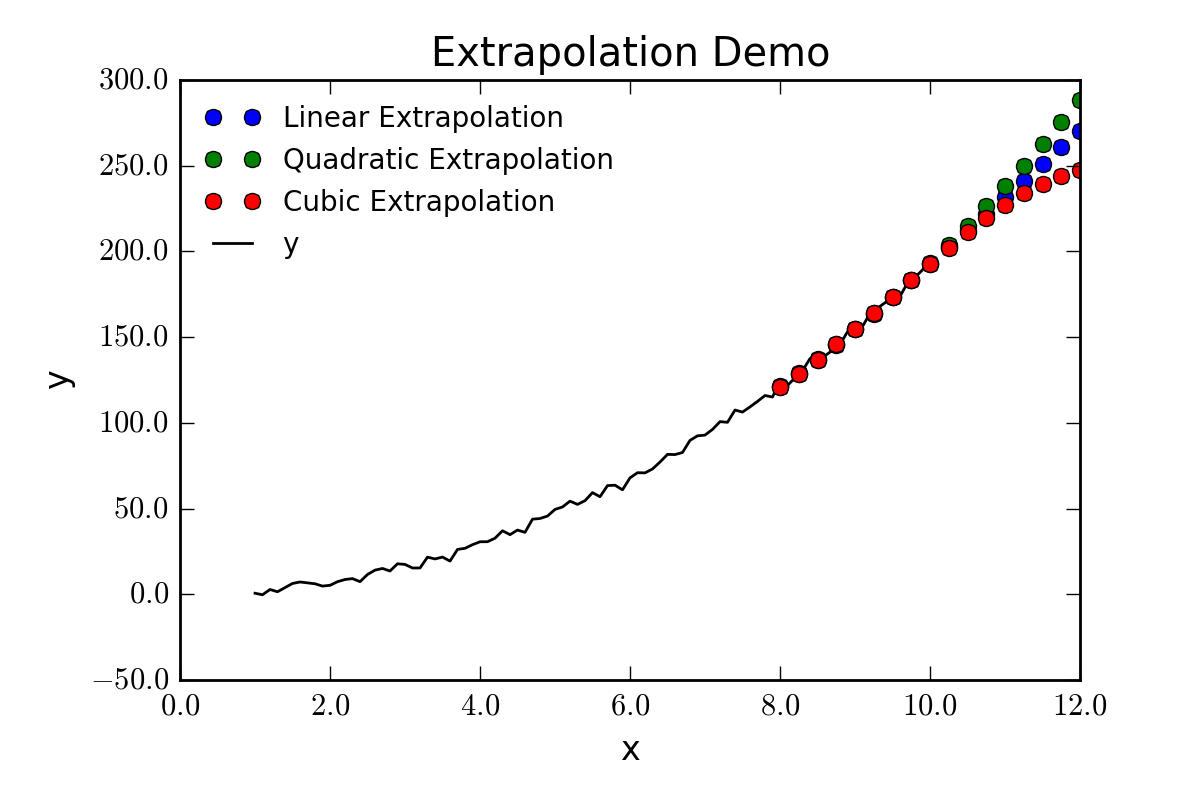 Extrapolation Demo
300.0
250.0
200.0
150.0
100.0
50.0
0.0
−50.0
Linear Extrapolation
Quadratic Extrapolation
Cubic Extrapolation
y
y
0.0 2.0 4.0 6.0 8.0 10.0 12.0
x